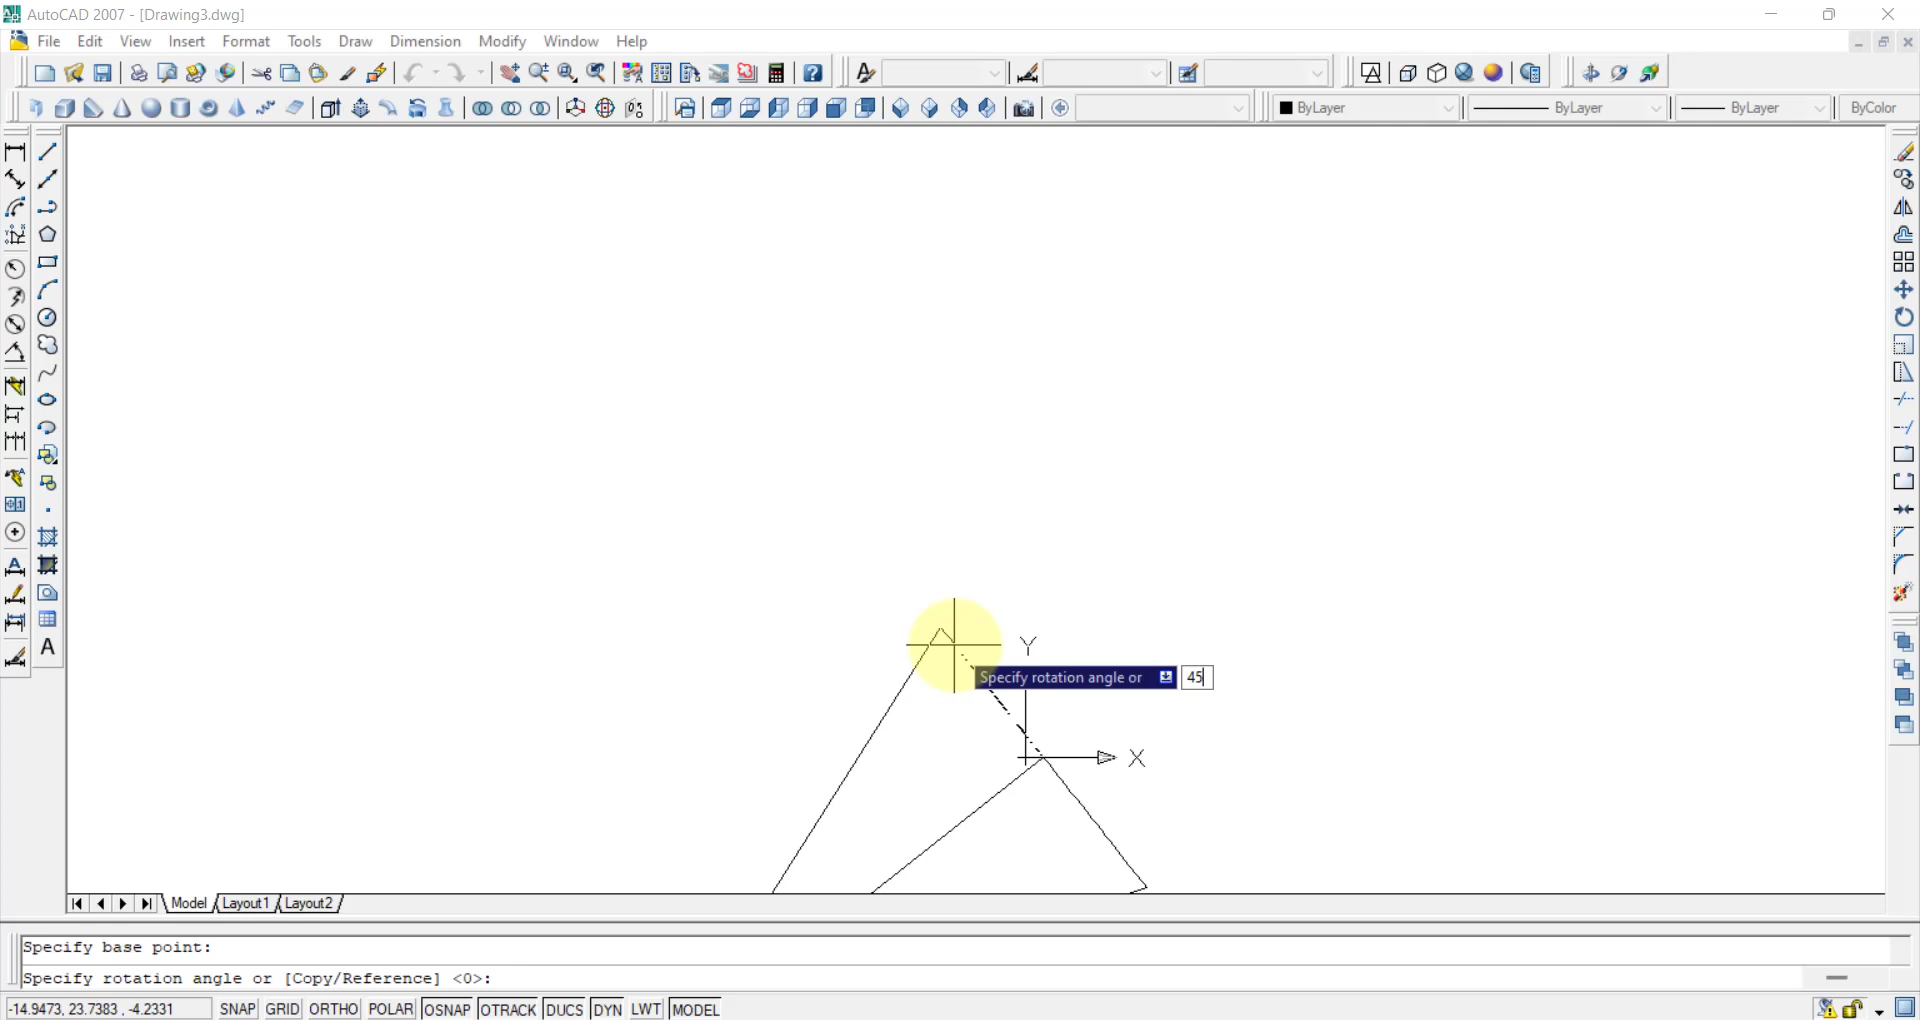 AutoCAD 2007 - [Drawing3.dwg]
File Edit View Insert Format Tools Draw Dimension Modify Window Help
ByLayer ByLayer ByLayer ByColor
Y
Specify rotation angle or 45
X
Model Layout1 Layout2
Specify base point:
Specify rotation angle or [Copy/Reference] <0>:
-14.9473, 23.7383 , -4.2331 SNAP GRID ORTHO POLAR OSNAP OTRACK DUCS DYN LWT MODEL